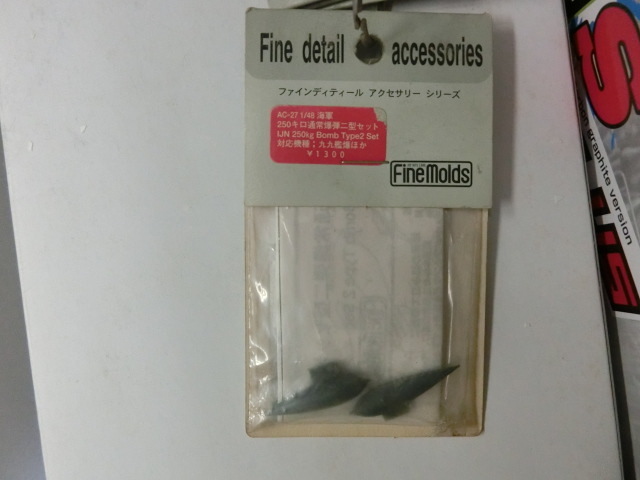 Fine detail accessories
ファインディティール アクセサリー シリーズ
AC-27 1/48 海軍
250キロ通常爆弾二型セット
IJN 250kg Bomb Type2 Set
対応機種；九九艦爆ほか
￥1300
FineMolds
graphite version